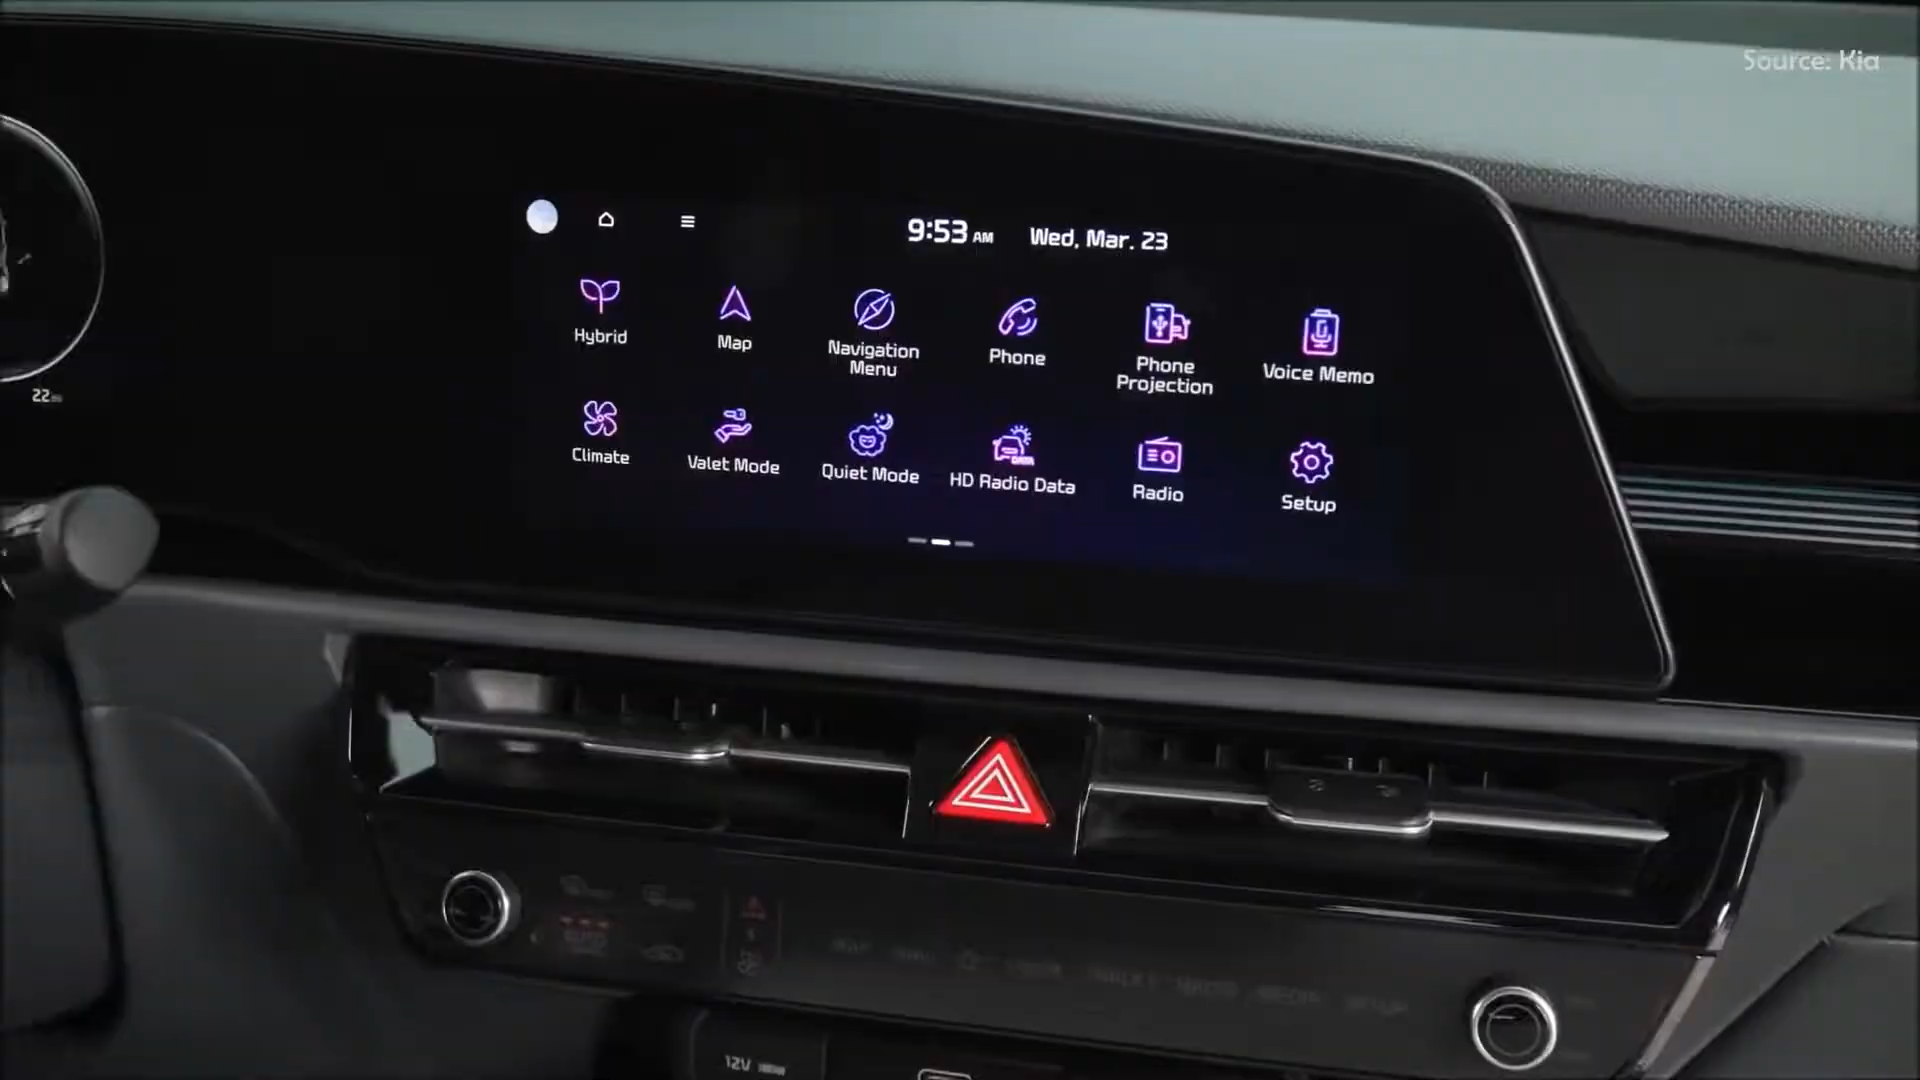 Source: Kia
9:53 AM Wed, Mar. 23
Hybrid
Map
Navigation
Menu
Phone
Phone
Projection
Voice Memo
Climate
Valet Mode
Quiet Mode
HD Radio Data
DATA
Radio
Setup
22
12V